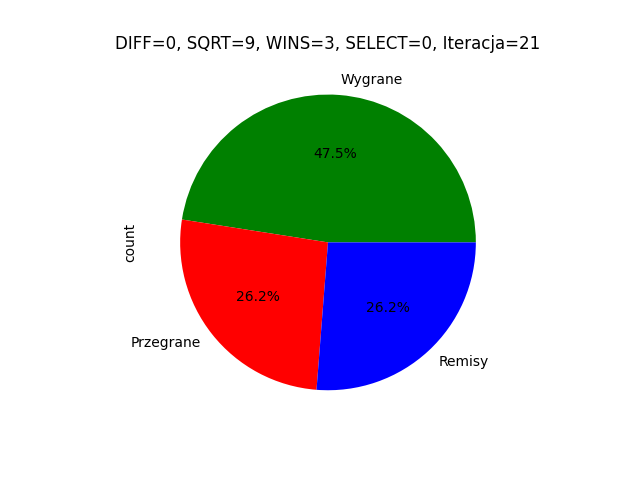 DIFF=0, SQRT=9, WINS=3, SELECT=0, Iteracja=21
Wygrane
47.5%
count
26.2%
26.2%
Przegrane
Remisy